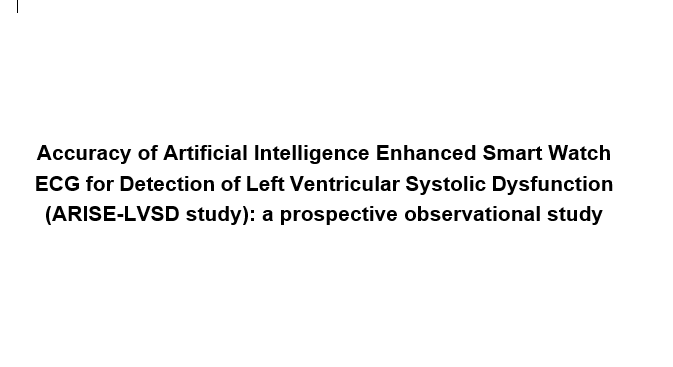 Accuracy of Artificial Intelligence Enhanced Smart Watch
ECG for Detection of Left Ventricular Systolic Dysfunction
(ARISE-LVSD study): a prospective observational study